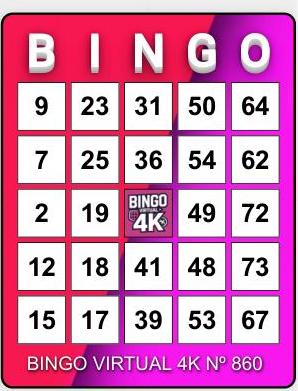 B I N G O
9 23 31 50 64
7 25 36 54 62
2 19 BINGO VIRTUAL 4K 49 72
12 18 41 48 73
15 17 39 53 67
BINGO VIRTUAL 4K Nº 860